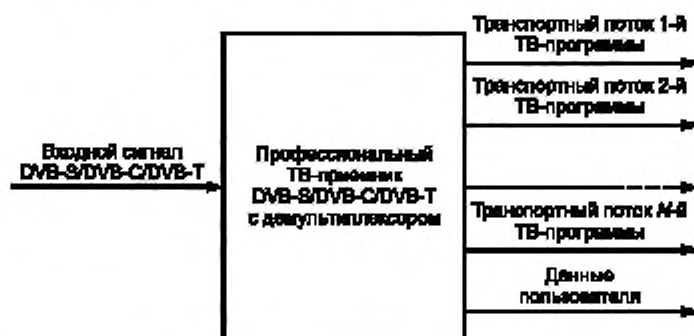 Транспортный поток 1-й
ТВ-программы
Транспортный поток 2-й
ТВ-программы
Входной сигнал
DVB-S/DVB-C/DVB-T
Профессиональный
ТВ-приемник
DVB-S/DVB-C/DVB-T
с демультиплексором
Транспортный поток N-й
ТВ-программы
Данные
пользователя